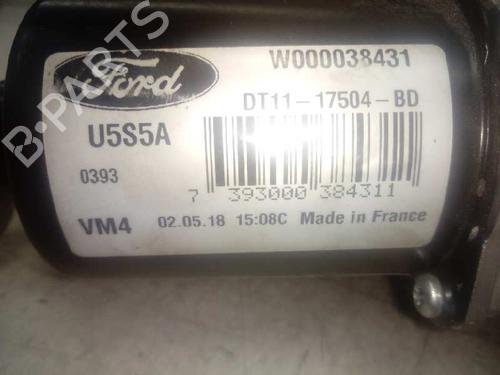 Ford
W000038431
DT11-17504-BD
U5S5A
0393
7 393000 384311
VM4 02.05.18 15:08C Made in France
B-PARTS